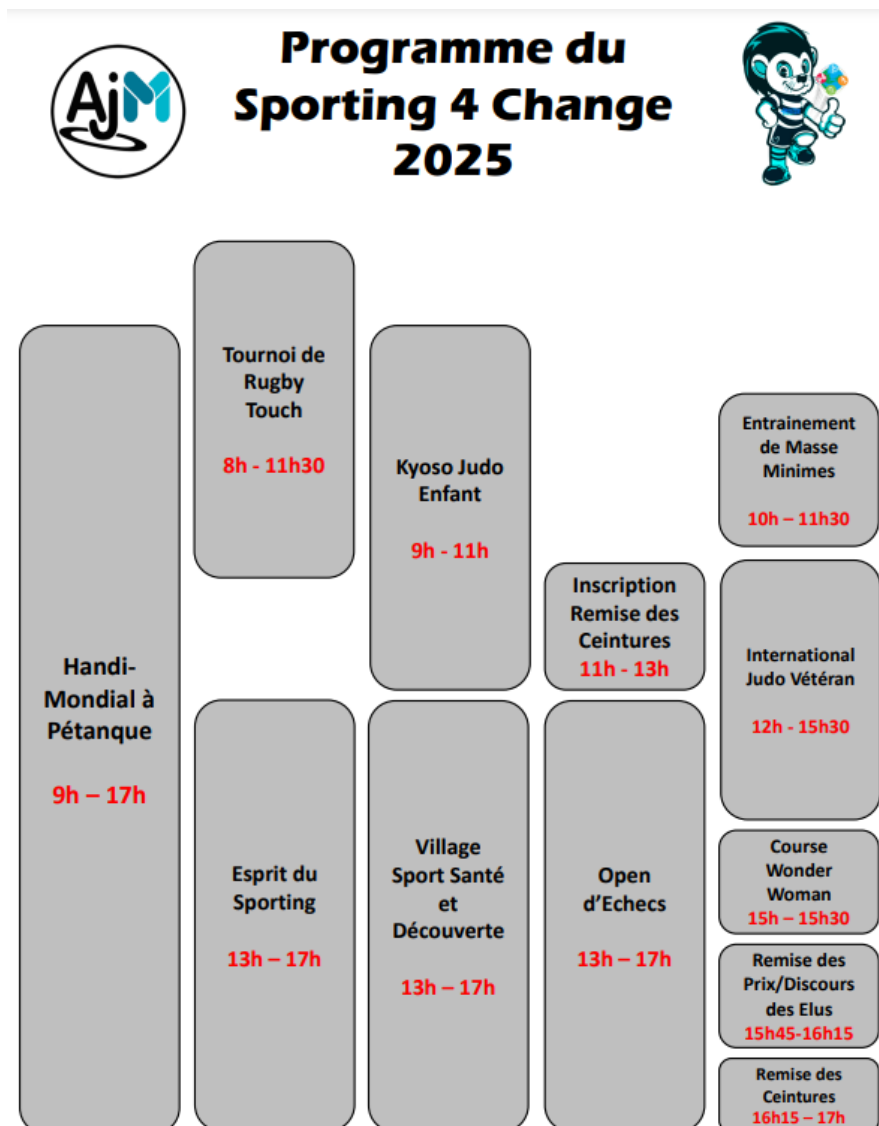 AjM
Programme du
Sporting 4 Change
2025
Handi-
Mondial à
Pétanque
9h – 17h
Tournoi de
Rugby
Touch
8h - 11h30
Esprit du
Sporting
13h – 17h
Kyoso Judo
Enfant
9h - 11h
Village
Sport Santé
et
Découverte
13h – 17h
Inscription
Remise des
Ceintures
11h - 13h
Open
d'Echecs
13h – 17h
Entrainement
de Masse
Minimes
10h – 11h30
International
Judo Vétéran
12h - 15h30
Course
Wonder
Woman
15h – 15h30
Remise des
Prix/Discours
des Elus
15h45-16h15
Remise des
Ceintures
16h15 – 17h